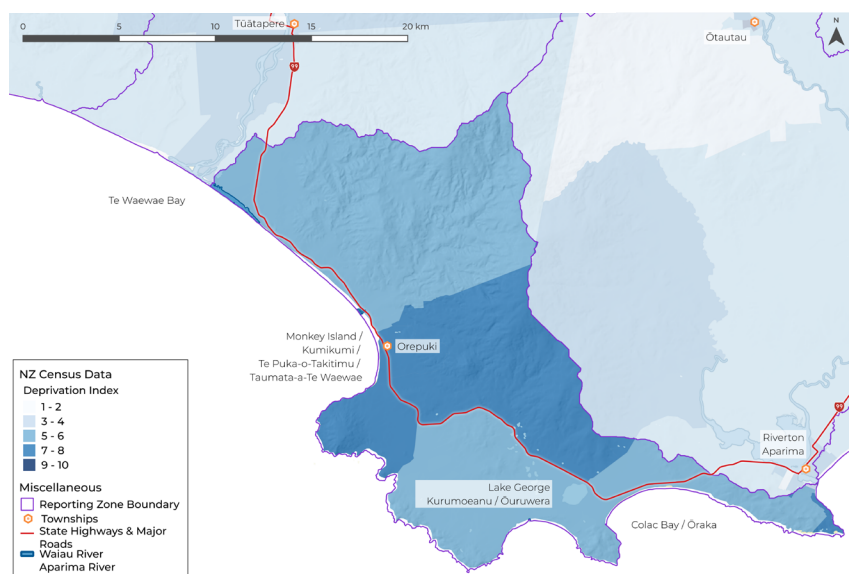 0 5 10 15 20 km
Tūātapere
N
Ōtautau
99
Te Waewae Bay
Monkey Island /
Kumikumi /
Te Puka-o-Takitimu /
Taumata-a-Te Waewae
Orepuki
99
Riverton
Aparima
Lake George
Kurumoeanu / Ōuruwera
Colac Bay / Ōraka
NZ Census Data
Deprivation Index
1 - 2
3 - 4
5 - 6
7 - 8
9 - 10
Miscellaneous
Reporting Zone Boundary
Townships
State Highways & Major
Roads
Waiau River
Aparima River